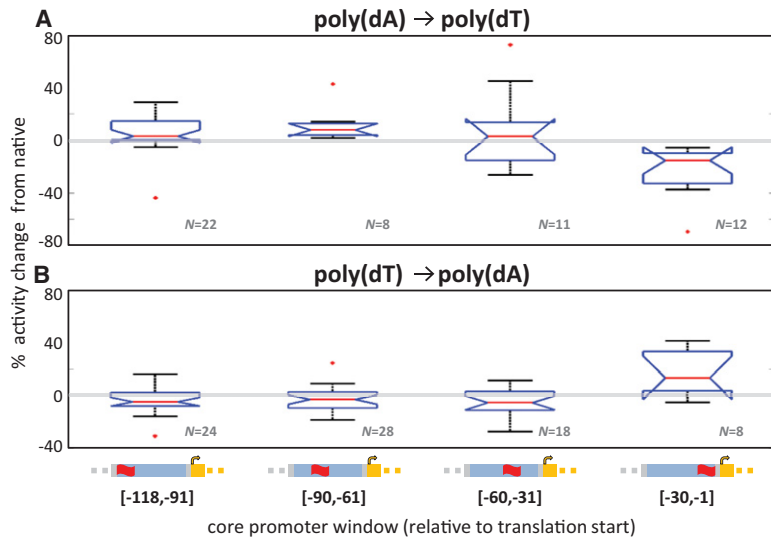 A
poly(dA) → poly(dT)
80
40
0
-40
-80
N=22
N=8
N=11
N=12
% activity change from native
B
poly(dT) → poly(dA)
80
40
0
-40
N=24
N=28
N=18
N=8
[-118,-91]
[-90,-61]
[-60,-31]
[-30,-1]
core promoter window (relative to translation start)